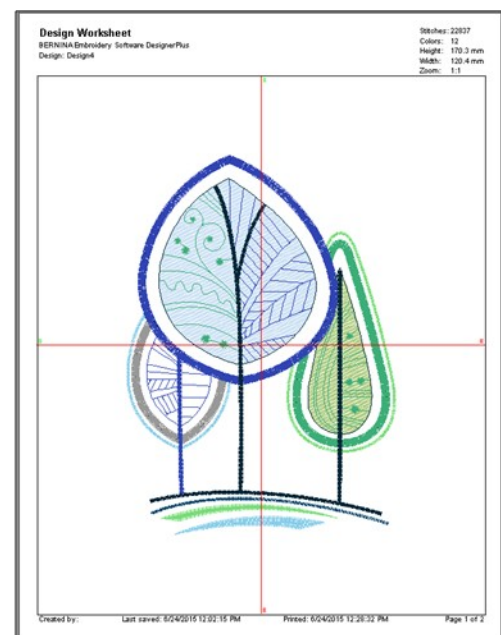 Design Worksheet
BERNINA Embroidery Software DesignerPlus
Design: Design4
Stitches: 22837
Colors: 12
Height: 170.3 mm
Width: 120.4 mm
Zoom: 1:1
Created by: Last saved: 6/24/2015 12:02:15 PM Printed: 6/24/2015 12:28:32 PM Page 1 of 2